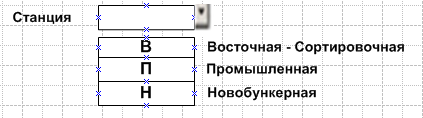 Станция
В Восточная - Сортировочная
П Промышленная
Н Новобункерная